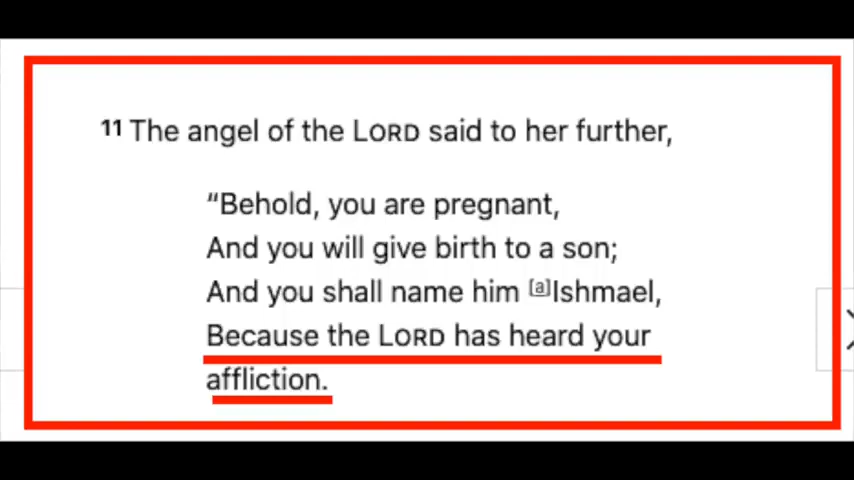 11 The angel of the LORD said to her further,
“Behold, you are pregnant,
And you will give birth to a son;
And you shall name him [a]Ishmael,
Because the LORD has heard your
affliction.